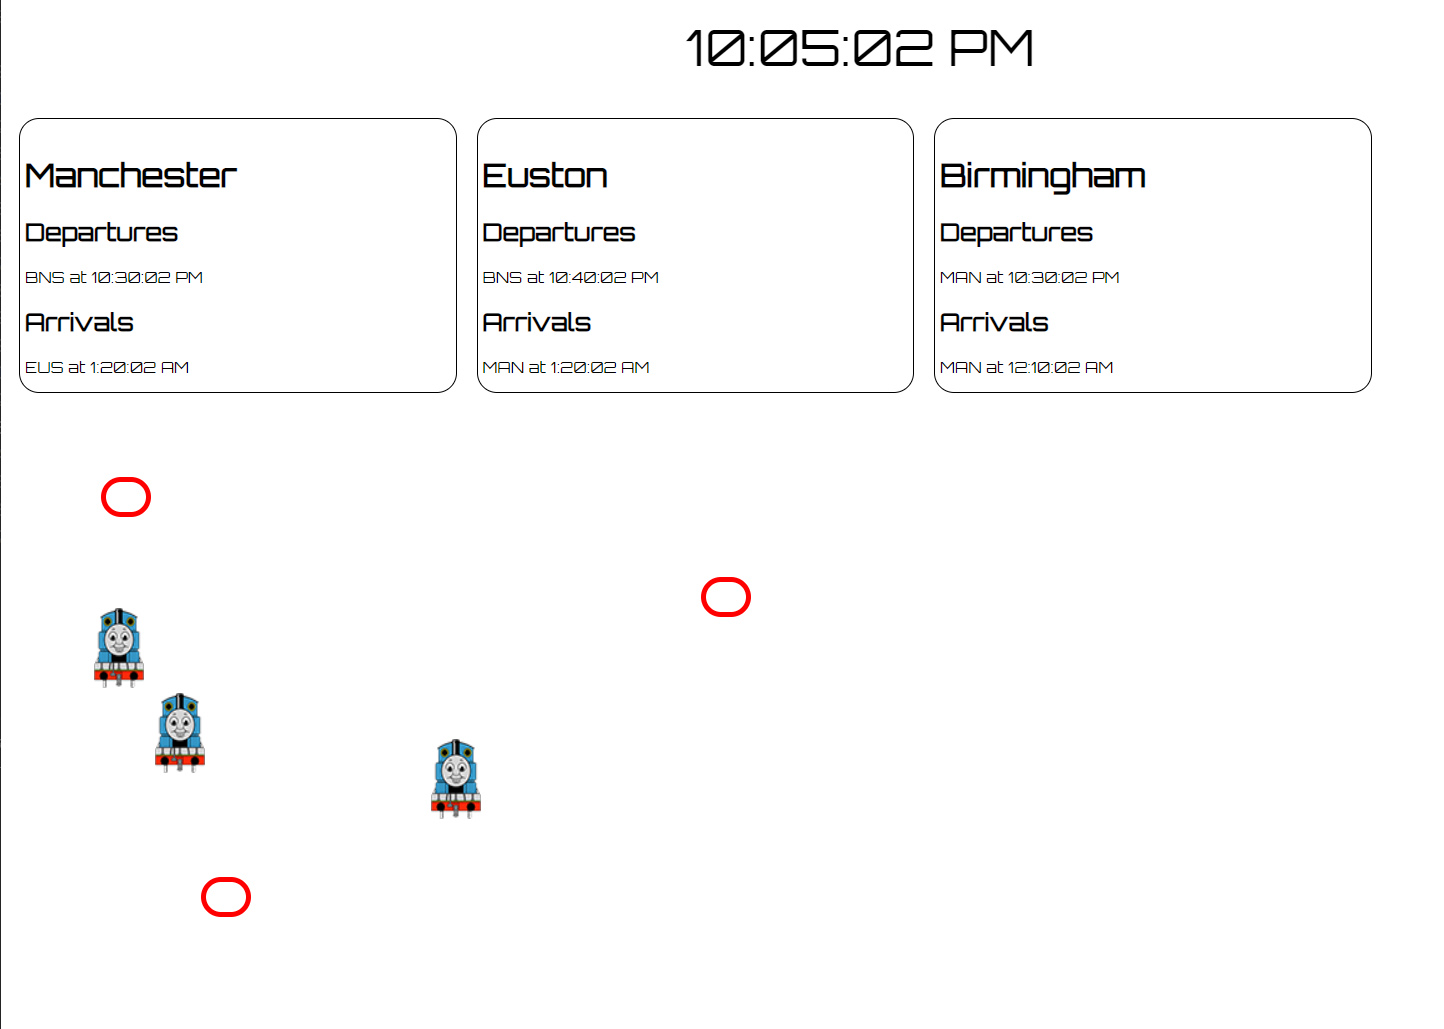 10:05:02 PM
Manchester
Departures
BNS at 10:30:02 PM
Arrivals
EUS at 1:20:02 AM
Euston
Departures
BNS at 10:40:02 PM
Arrivals
MAN at 1:20:02 AM
Birmingham
Departures
MAN at 10:30:02 PM
Arrivals
MAN at 12:10:02 AM